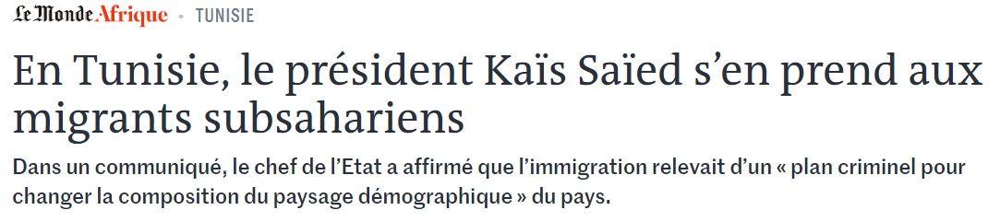 Le Monde Afrique • TUNISIE
En Tunisie, le président Kaïs Saïed s’en prend aux
migrants subsahariens
Dans un communiqué, le chef de l’Etat a affirmé que l’immigration relevait d’un « plan criminel pour
changer la composition du paysage démographique » du pays.